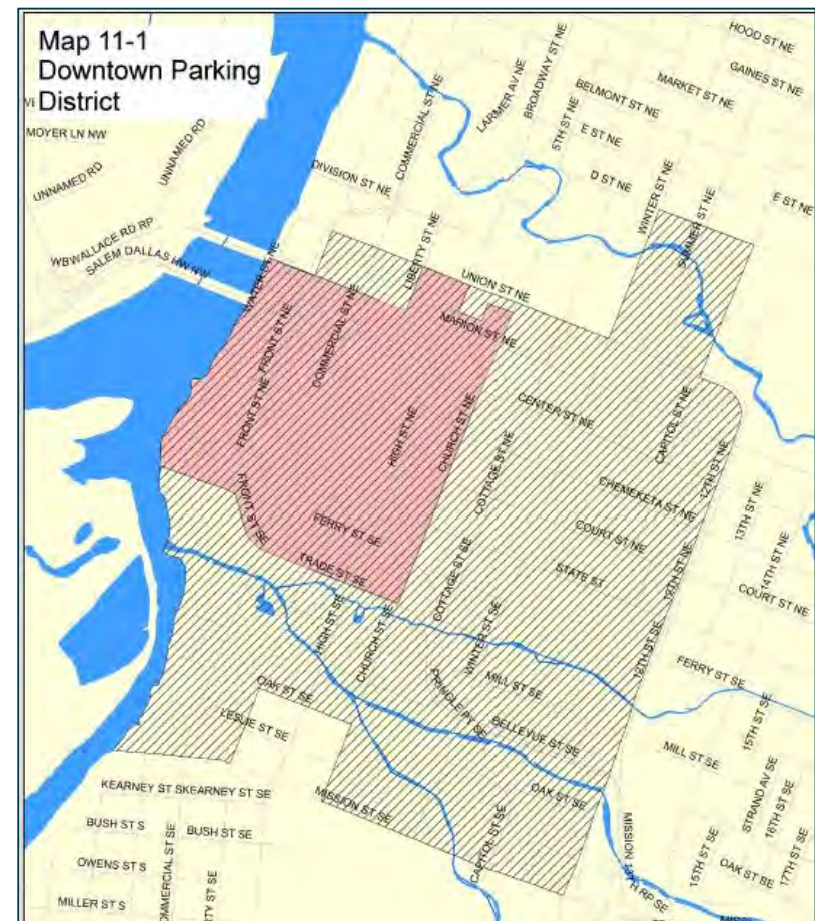 Map 11-1
Downtown Parking
District
HOOD ST NE
GAINES ST NE
MARKET ST NE
BROADWAY ST NE
LARMER AV NE
BELMONT ST NE
5TH ST NE
E ST NE
COMMERCIAL ST NE
MOYER LN NW
UNNAMED RD
UNNAMED RD
DIVISION ST NE
D ST NE
WINTER ST NE
SUMMER ST NE
E ST NE
WALLACE RD RP
SALEM DALLAS HW NW
WATER ST NE
LIBERTY ST NE
UNION ST NE
FRONT ST NE
COMMERCIAL ST NE
MARION ST NE
FRONT ST NE
HIGH ST NE
CHURCH ST NE
CENTER ST NE
CAPITOL ST NE
COTTAGE ST NE
12TH ST NE
CHEMEKETA ST NE
13TH ST NE
FRONT ST SE
FERRY ST SE
COURT ST NE
14TH ST NE
TRADE ST SE
STATE ST
12TH ST NE
COURT ST NE
COTTAGE ST SE
HIGH ST SE
CHURCH ST SE
WINTER ST SE
12TH ST SE
FERRY ST SE
OAK ST SE
MILL ST SE
PRINGLE PY SE
LESLIE ST SE
BELLEVUE ST SE
15TH ST SE
MILL ST SE
KEARNEY ST S
KEARNEY ST SE
MISSION ST SE
OAK ST SE
STRAND AV SE
16TH ST SE
BUSH ST S
BUSH ST SE
CAPITOL ST SE
MISSION 13TH RP SE
15TH ST SE
17TH ST SE
OWENS ST S
OAK ST SE
MILLER ST S